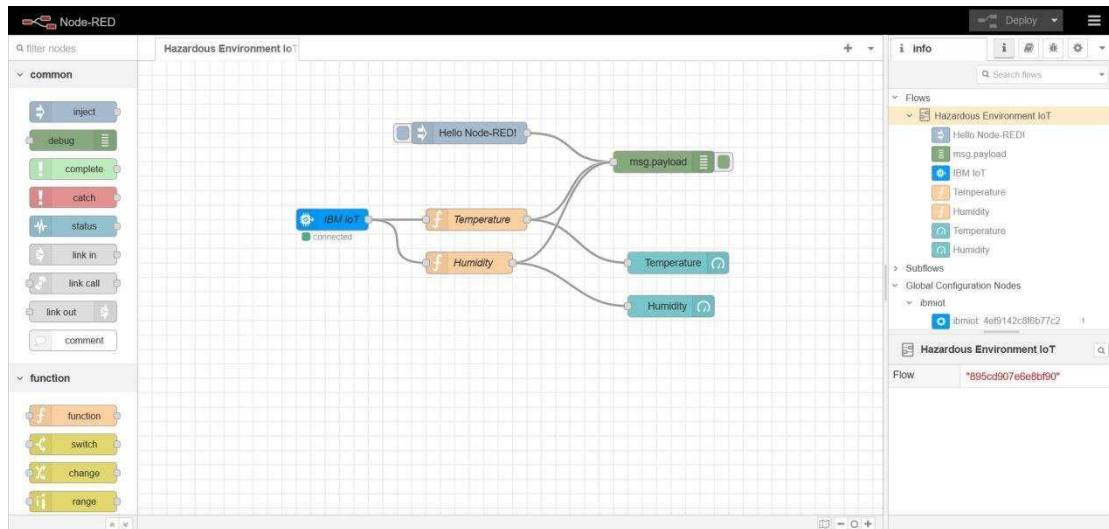 Node-RED
Deploy
filter nodes
Hazardous Environment IoT
info
Search flows
common
inject
debug
complete
catch
status
link in
link call
link out
comment
function
function
switch
change
range
Hello Node-RED!
msg.payload
IBM IoT
connected
Temperature
Humidity
Temperature
Humidity
Flows
Hazardous Environment IoT
Hello Node-RED!
msg.payload
IBM IoT
Temperature
Humidity
Temperature
Humidity
Subflows
Global Configuration Nodes
ibmiot
ibmiot 4ef9142c8f6b77c2 1
Hazardous Environment IoT
Flow "895cd907e6e8bf90"